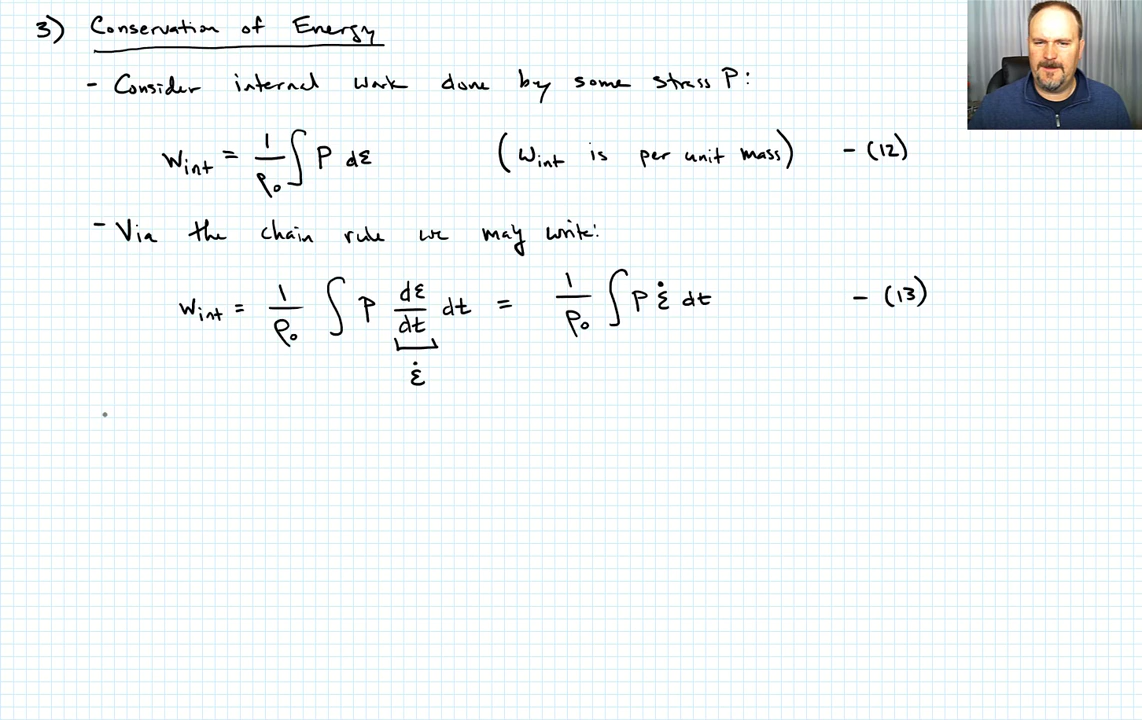 3) Conservation of Energy
- Consider internal work done by some stress P:
w_int = 1/ρ₀ ∫ P dε (w_int is per unit mass) - (12)
- Via the chain rule we may write:
w_int = 1/ρ₀ ∫ P dε/dt dt = 1/ρ₀ ∫ P ε̇ dt - (13)
ε̇